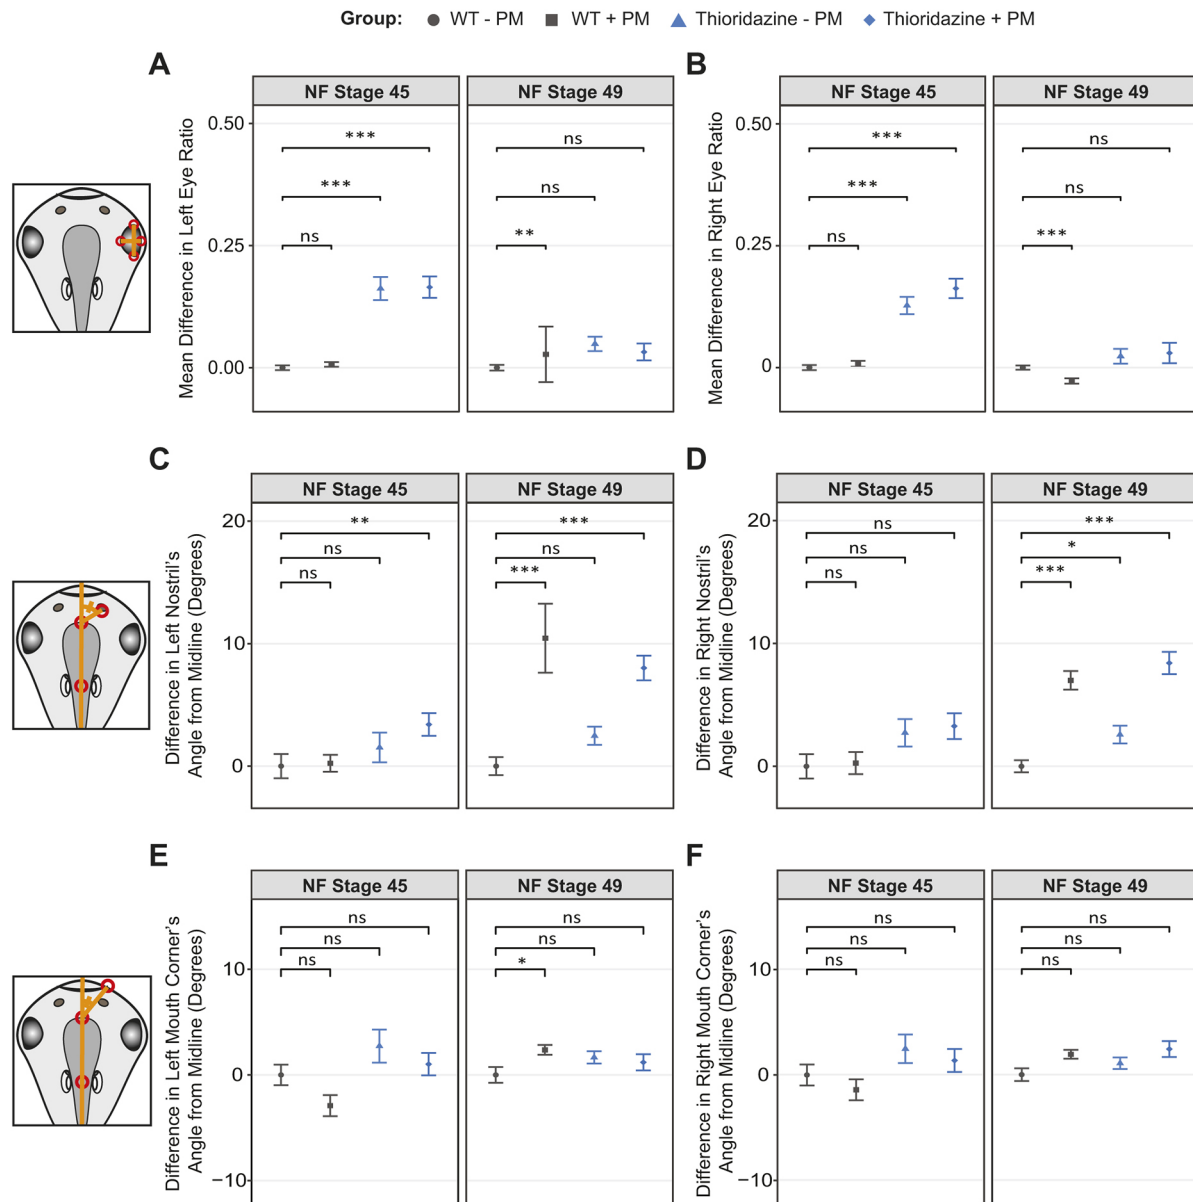 Group: WT - PM WT + PM Thioridazine - PM Thioridazine + PM
A
NF Stage 45 NF Stage 49
Mean Difference in Left Eye Ratio
0.50
0.25
0.00
*** *** ns
ns ns **
B
NF Stage 45 NF Stage 49
Mean Difference in Right Eye Ratio
0.50
0.25
0
*** *** ns
ns ns ***
C
NF Stage 45 NF Stage 49
Difference in Left Nostril's
Angle from Midline (Degrees)
20
10
0
** ns ns
*** ns ***
D
NF Stage 45 NF Stage 49
Difference in Right Nostril's
Angle from Midline (Degrees)
20
10
0
ns ns ns
*** * ***
E
NF Stage 45 NF Stage 49
Difference in Left Mouth Corner's
Angle from Midline (Degrees)
10
0
−10
ns ns ns
ns ns *
F
NF Stage 45 NF Stage 49
Difference in Right Mouth Corner's
Angle from Midline (Degrees)
10
0
−10
ns ns ns
ns ns ns